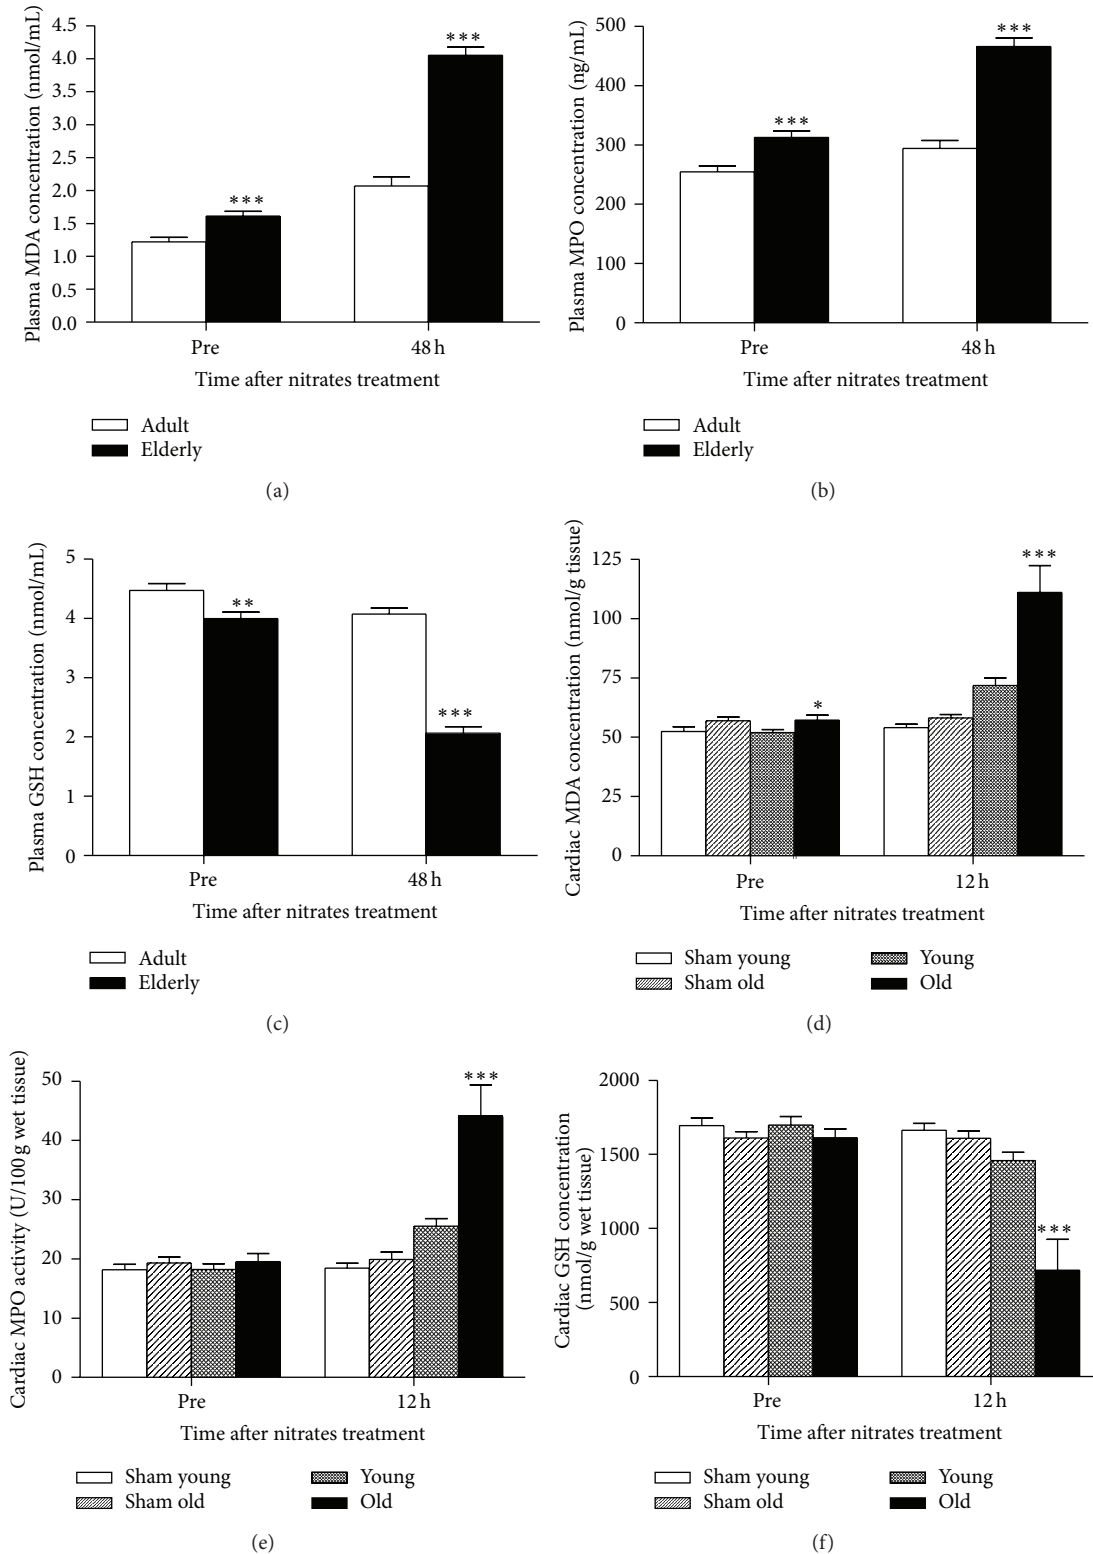 Plasma MDA concentration (nmol/mL)
4.5
4.0
3.5
3.0
2.5
2.0
1.5
1.0
0.5
0.0
***
***
Pre
48 h
Time after nitrates treatment
Adult
Elderly
(a)
Plasma MPO concentration (ng/mL)
500
400
300
200
100
0
***
***
Pre
48 h
Time after nitrates treatment
Adult
Elderly
(b)
Plasma GSH concentration (nmol/mL)
5
4
3
2
1
0
**
***
Pre
48 h
Time after nitrates treatment
Adult
Elderly
(c)
Cardiac MDA concentration (nmol/g tissue)
125
100
75
50
25
0
*
***
Pre
12 h
Time after nitrates treatment
Sham young
Sham old
Young
Old
(d)
Cardiac MPO activity (U/100 g wet tissue)
50
40
30
20
10
0
***
Pre
12 h
Time after nitrates treatment
Sham young
Sham old
Young
Old
(e)
Cardiac GSH concentration
(nmol/g wet tissue)
2000
1500
1000
500
0
***
Pre
12 h
Time after nitrates treatment
Sham young
Sham old
Young
Old
(f)